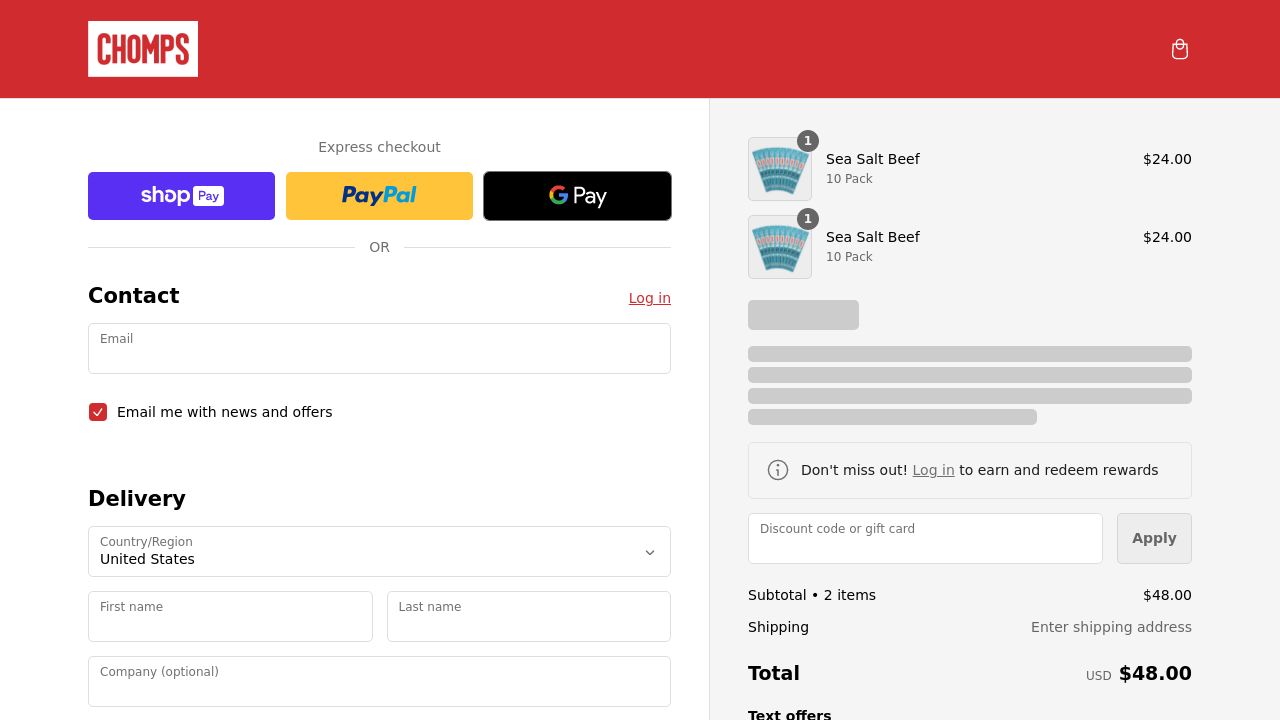 CHOMPS
Express checkout
shop Pay
PayPal
G Pay
OR
Contact
Log in
Email
Email me with news and offers
Delivery
Country/Region
United States
First name
Last name
Company (optional)
1
Sea Salt Beef
$24.00
10 Pack
1
Sea Salt Beef
$24.00
10 Pack
Don't miss out! Log in to earn and redeem rewards
Discount code or gift card
Apply
Subtotal • 2 items
$48.00
Shipping
Enter shipping address
Total
USD $48.00
Text offers